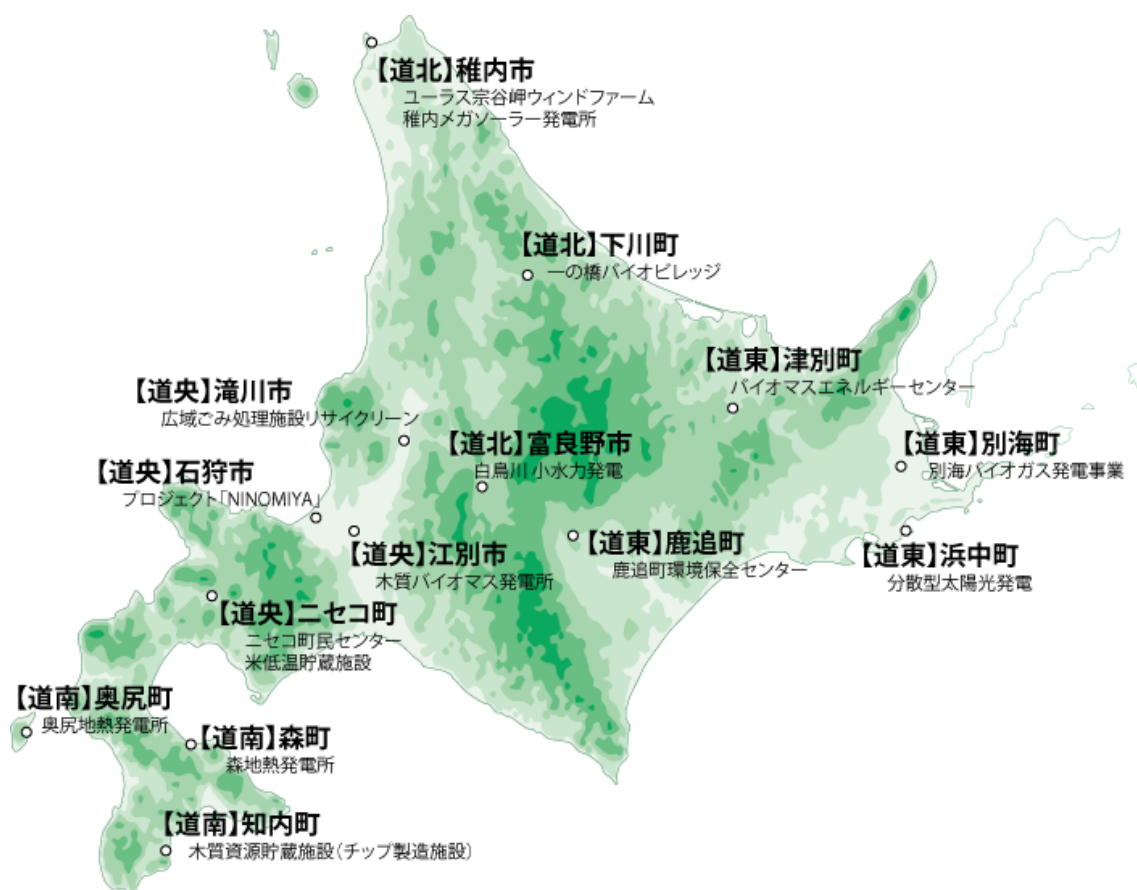 【道北】稚内市
ユーラス宗谷岬ウィンドファーム
稚内メガソーラー発電所
【道北】下川町
一の橋バイオビレッジ
【道東】津別町
バイオマスエネルギーセンター
【道央】滝川市
広域ごみ処理施設リサイクリーン
【道北】富良野市
白鳥川 小水力発電
【道東】別海町
別海バイオガス発電事業
【道央】石狩市
プロジェクト「NINOMIYA」
【道央】江別市
木質バイオマス発電所
【道東】鹿追町
鹿追町環境保全センター
【道東】浜中町
分散型太陽光発電
【道央】ニセコ町
ニセコ町民センター
米低温貯蔵施設
【道南】奥尻町
奥尻地熱発電所
【道南】森町
森地熱発電所
【道南】知内町
木質資源貯蔵施設(チップ製造施設)